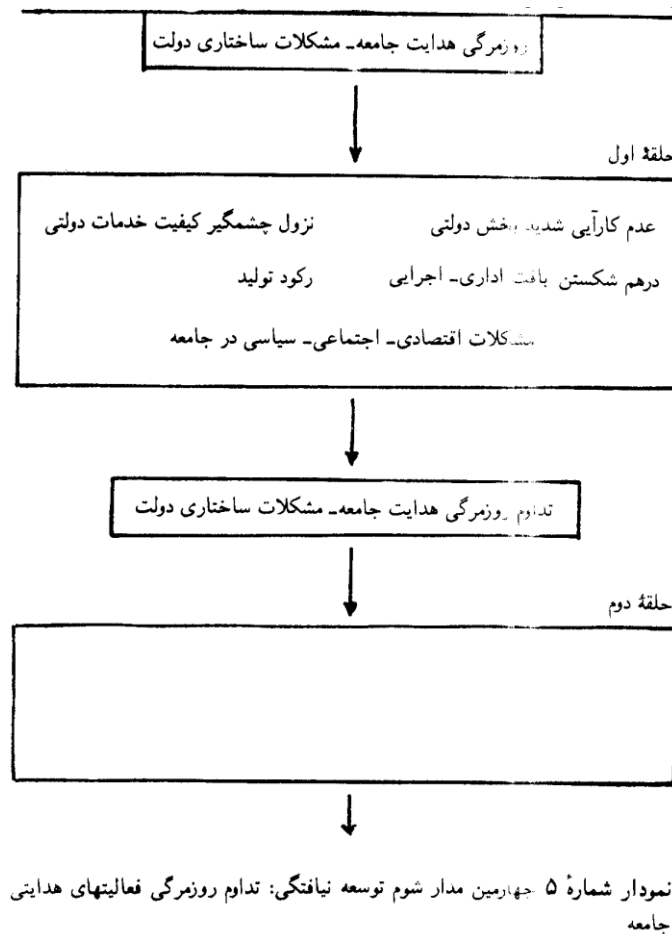 روزمرگی هدایت جامعهـ مشکلات ساختاری دولت
حلقهٔ اول
عدم کارآیی شدید بخش دولتی نزول چشمگیر کیفیت خدمات دولتی
درهم شکستن بافت اداری ـ اجرایی رکود تولید
مشکلات اقتصادی ـ اجتماعی ـ سیاسی در جامعه
تداوم روزمرگی هدایت جامعه ـ مشکلات ساختاری دولت
حلقهٔ دوم
نمودار شمارهٔ ۵ چهارمین مدار شوم توسعه نیافتگی: تداوم روزمرگی فعالیتهای هدایتی
جامعه